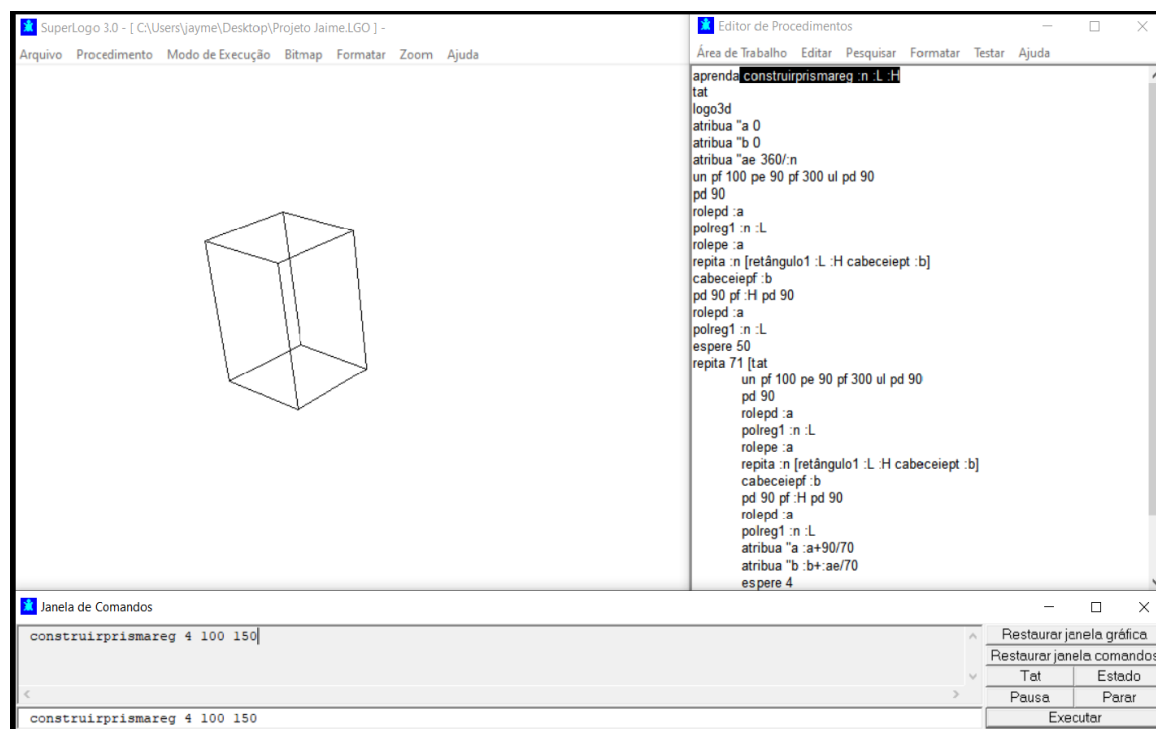 SuperLogo 3.0 - [ C:\Users\jayme\Desktop\Projeto Jaime.LGO ] -
Arquivo Procedimento Modo de Execução Bitmap Formatar Zoom Ajuda
Editor de Procedimentos
Área de Trabalho Editar Pesquisar Formatar Testar Ajuda
aprenda construirprismareg :n :L :H
tat
logo3d
atribua "a 0
atribua "b 0
atribua "ae 360/:n
un pf 100 pe 90 pf 300 ul pd 90
pd 90
rolepd :a
polreg1 :n :L
rolepe :a
repita :n [retângulo1 :L :H cabeceiept :b]
cabeceiepf :b
pd 90 pf :H pd 90
rolepd :a
polreg1 :n :L
espere 50
repita 71 [tat
un pf 100 pe 90 pf 300 ul pd 90
pd 90
rolepd :a
polreg1 :n :L
rolepe :a
repita :n [retângulo1 :L :H cabeceiept :b]
cabeceiepf :b
pd 90 pf :H pd 90
rolepd :a
polreg1 :n :L
atribua "a :a+90/70
atribua "b :b+:ae/70
espere 4
Janela de Comandos
construirprismareg 4 100 150
construirprismareg 4 100 150
Restaurar janela gráfica
Restaurar janela comandos
Tat Estado
Pausa Parar
Executar